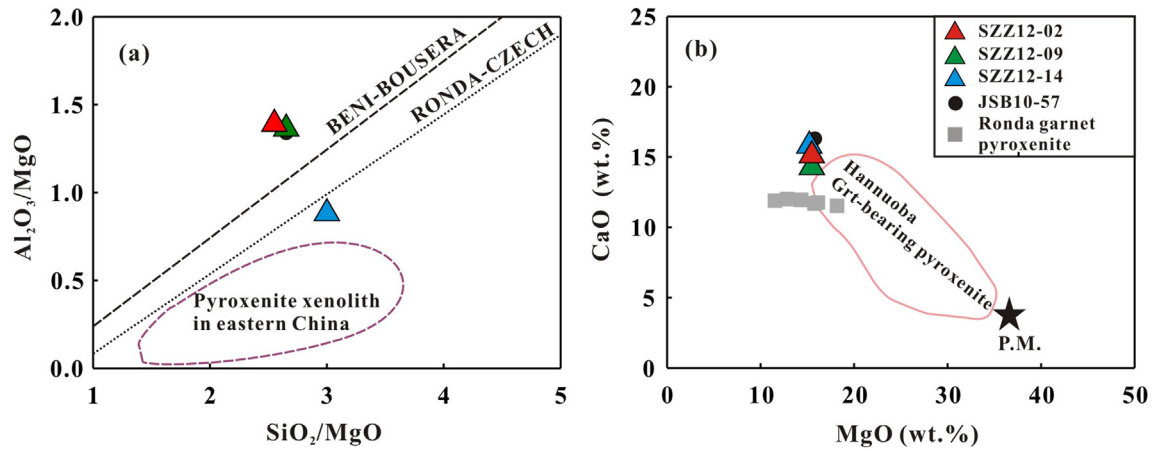 (a)
2.0
1.5
1.0
0.5
0.0
Al₂O₃/MgO
BENI-BOUSERA
RONDA-CZECH
Pyroxenite xenolith
in eastern China
1 2 3 4 5
SiO₂/MgO
(b)
25
20
15
10
5
0
CaO (wt.%)
SZZ12-02
SZZ12-09
SZZ12-14
JSB10-57
Ronda garnet
pyroxenite
Hannuoba
Grt-bearing pyroxenite
P.M.
0 10 20 30 40 50
MgO (wt.%)